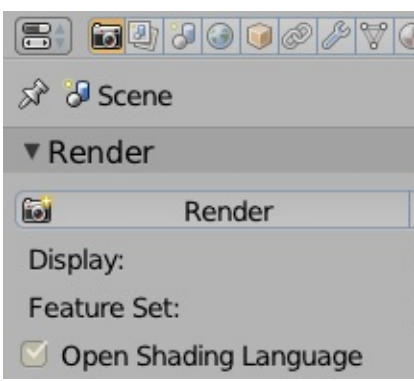 Scene
Render
Render
Display:
Feature Set:
Open Shading Language